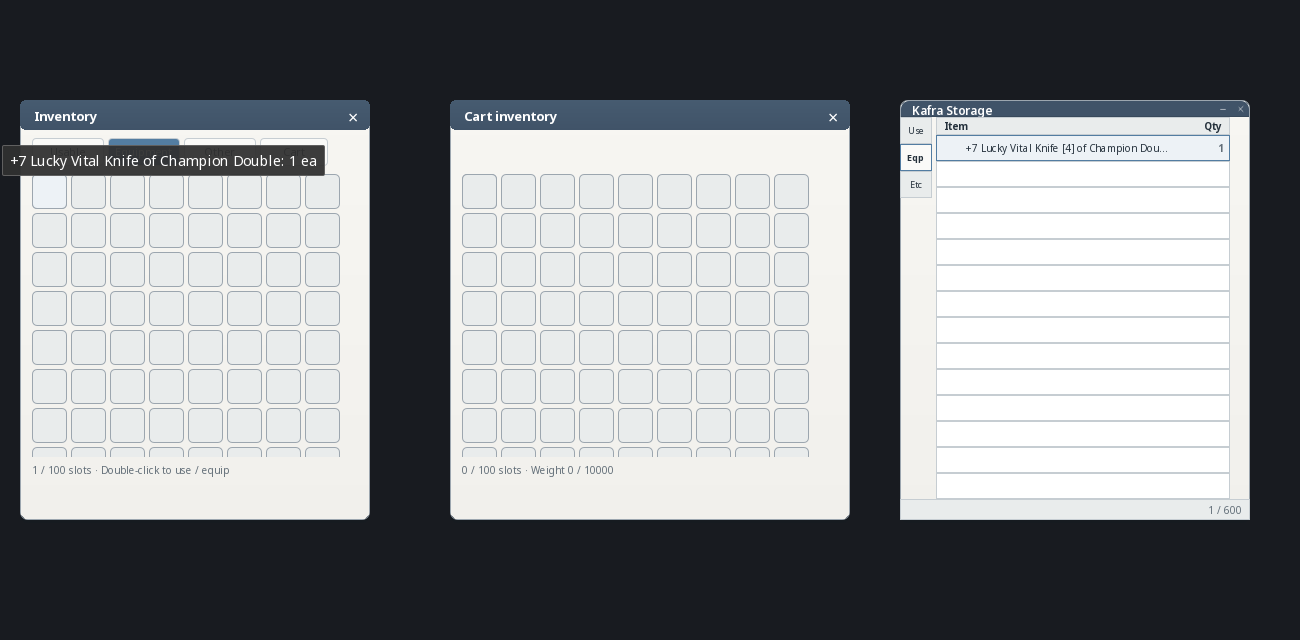 Inventory ×
+7 Lucky Vital Knife of Champion Double: 1 ea
1 / 100 slots · Double-click to use / equip
Cart inventory ×
0 / 100 slots · Weight 0 / 10000
Kafra Storage – ×
Use
Eqp
Etc
Item Qty
+7 Lucky Vital Knife [4] of Champion Dou... 1
1 / 600